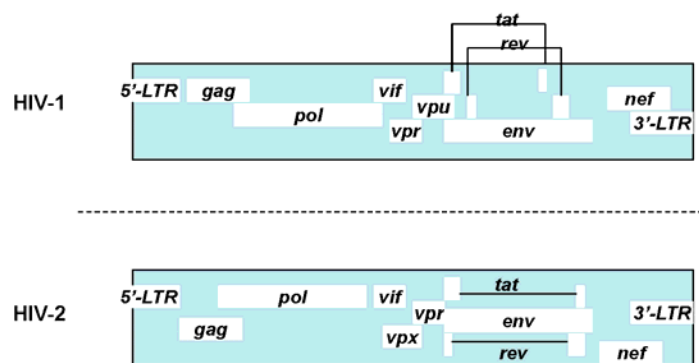 tat
rev
HIV-1
5'-LTR gag vif nef
pol vpu 3'-LTR
vpr env
HIV-2
5'-LTR pol vif tat 3'-LTR
gag vpr env
vpx rev nef